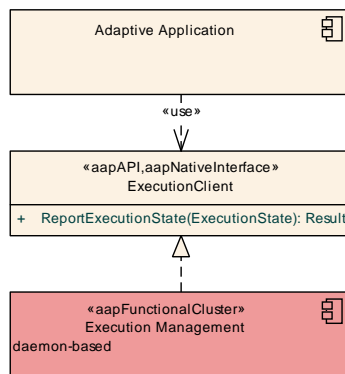 Adaptive Application
«use»
«aapAPI,aapNativeInterface»
ExecutionClient
+ ReportExecutionState(ExecutionState): Result
«aapFunctionalCluster»
Execution Management
daemon-based